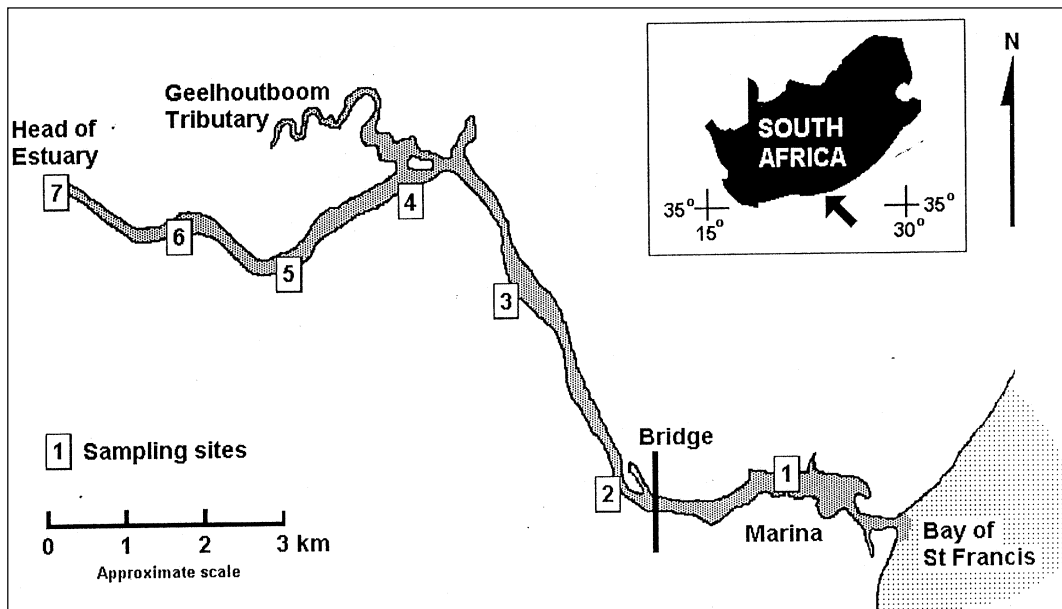 N
Geelhoutboom
Tributary
Head of
Estuary
SOUTH
AFRICA
35°
15°
35°
30°
7
6
5
4
3
Bridge
1 Sampling sites
2
1
Marina
Bay of
St Francis
0 1 2 3 km
Approximate scale